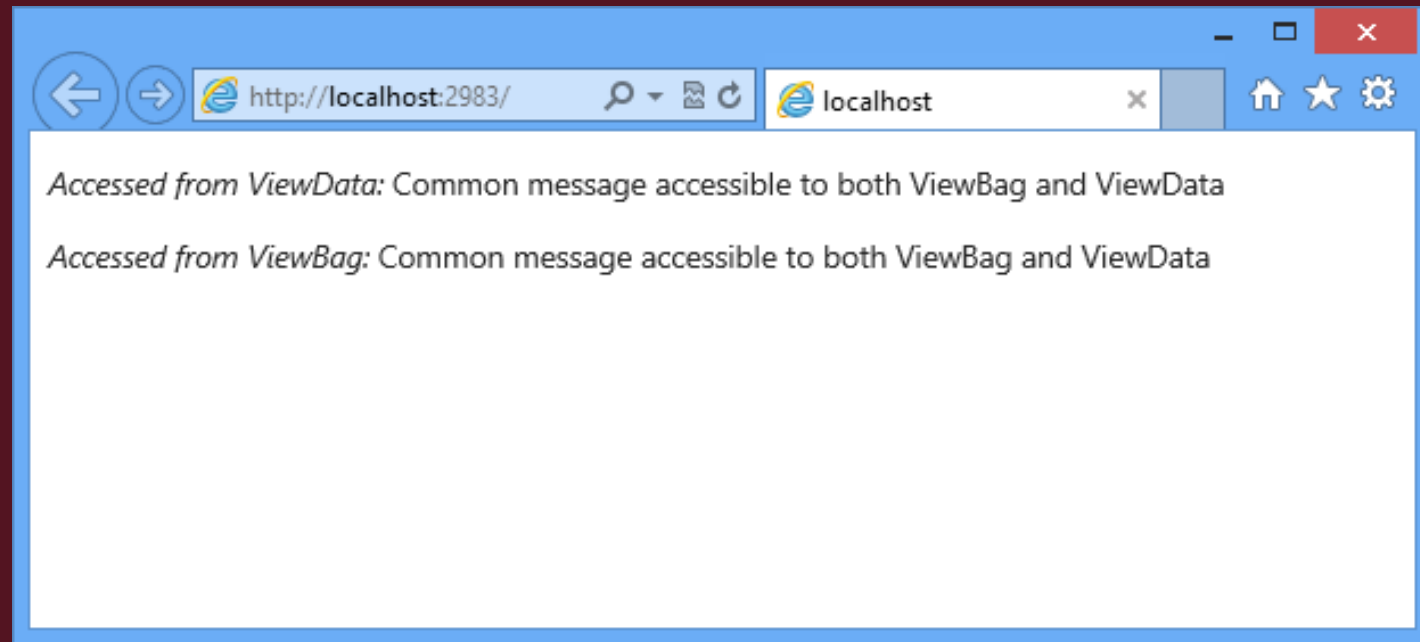 http://localhost:2983/
localhost
Accessed from ViewData: Common message accessible to both ViewBag and ViewData
Accessed from ViewBag: Common message accessible to both ViewBag and ViewData